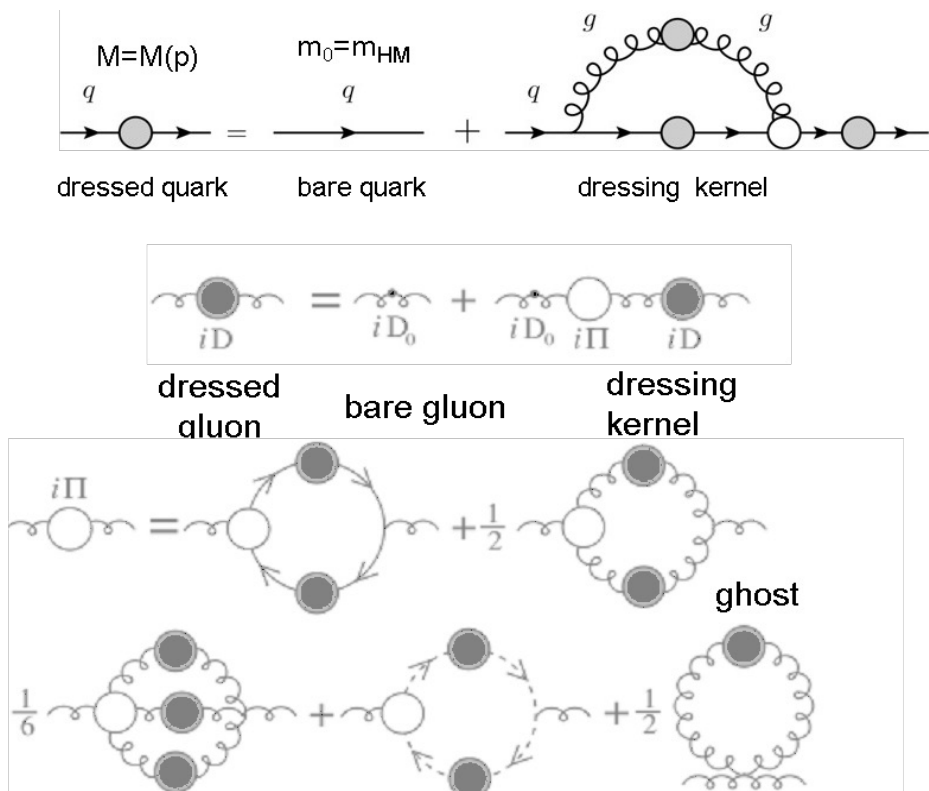 g g
M=M(p) m₀=m_HM
q q q
= +
dressed quark bare quark dressing kernel
= +
iD iD₀ iD₀ iΠ iD
dressed gluon bare gluon dressing kernel
iΠ
= + 1/2
ghost
1/6 + + 1/2